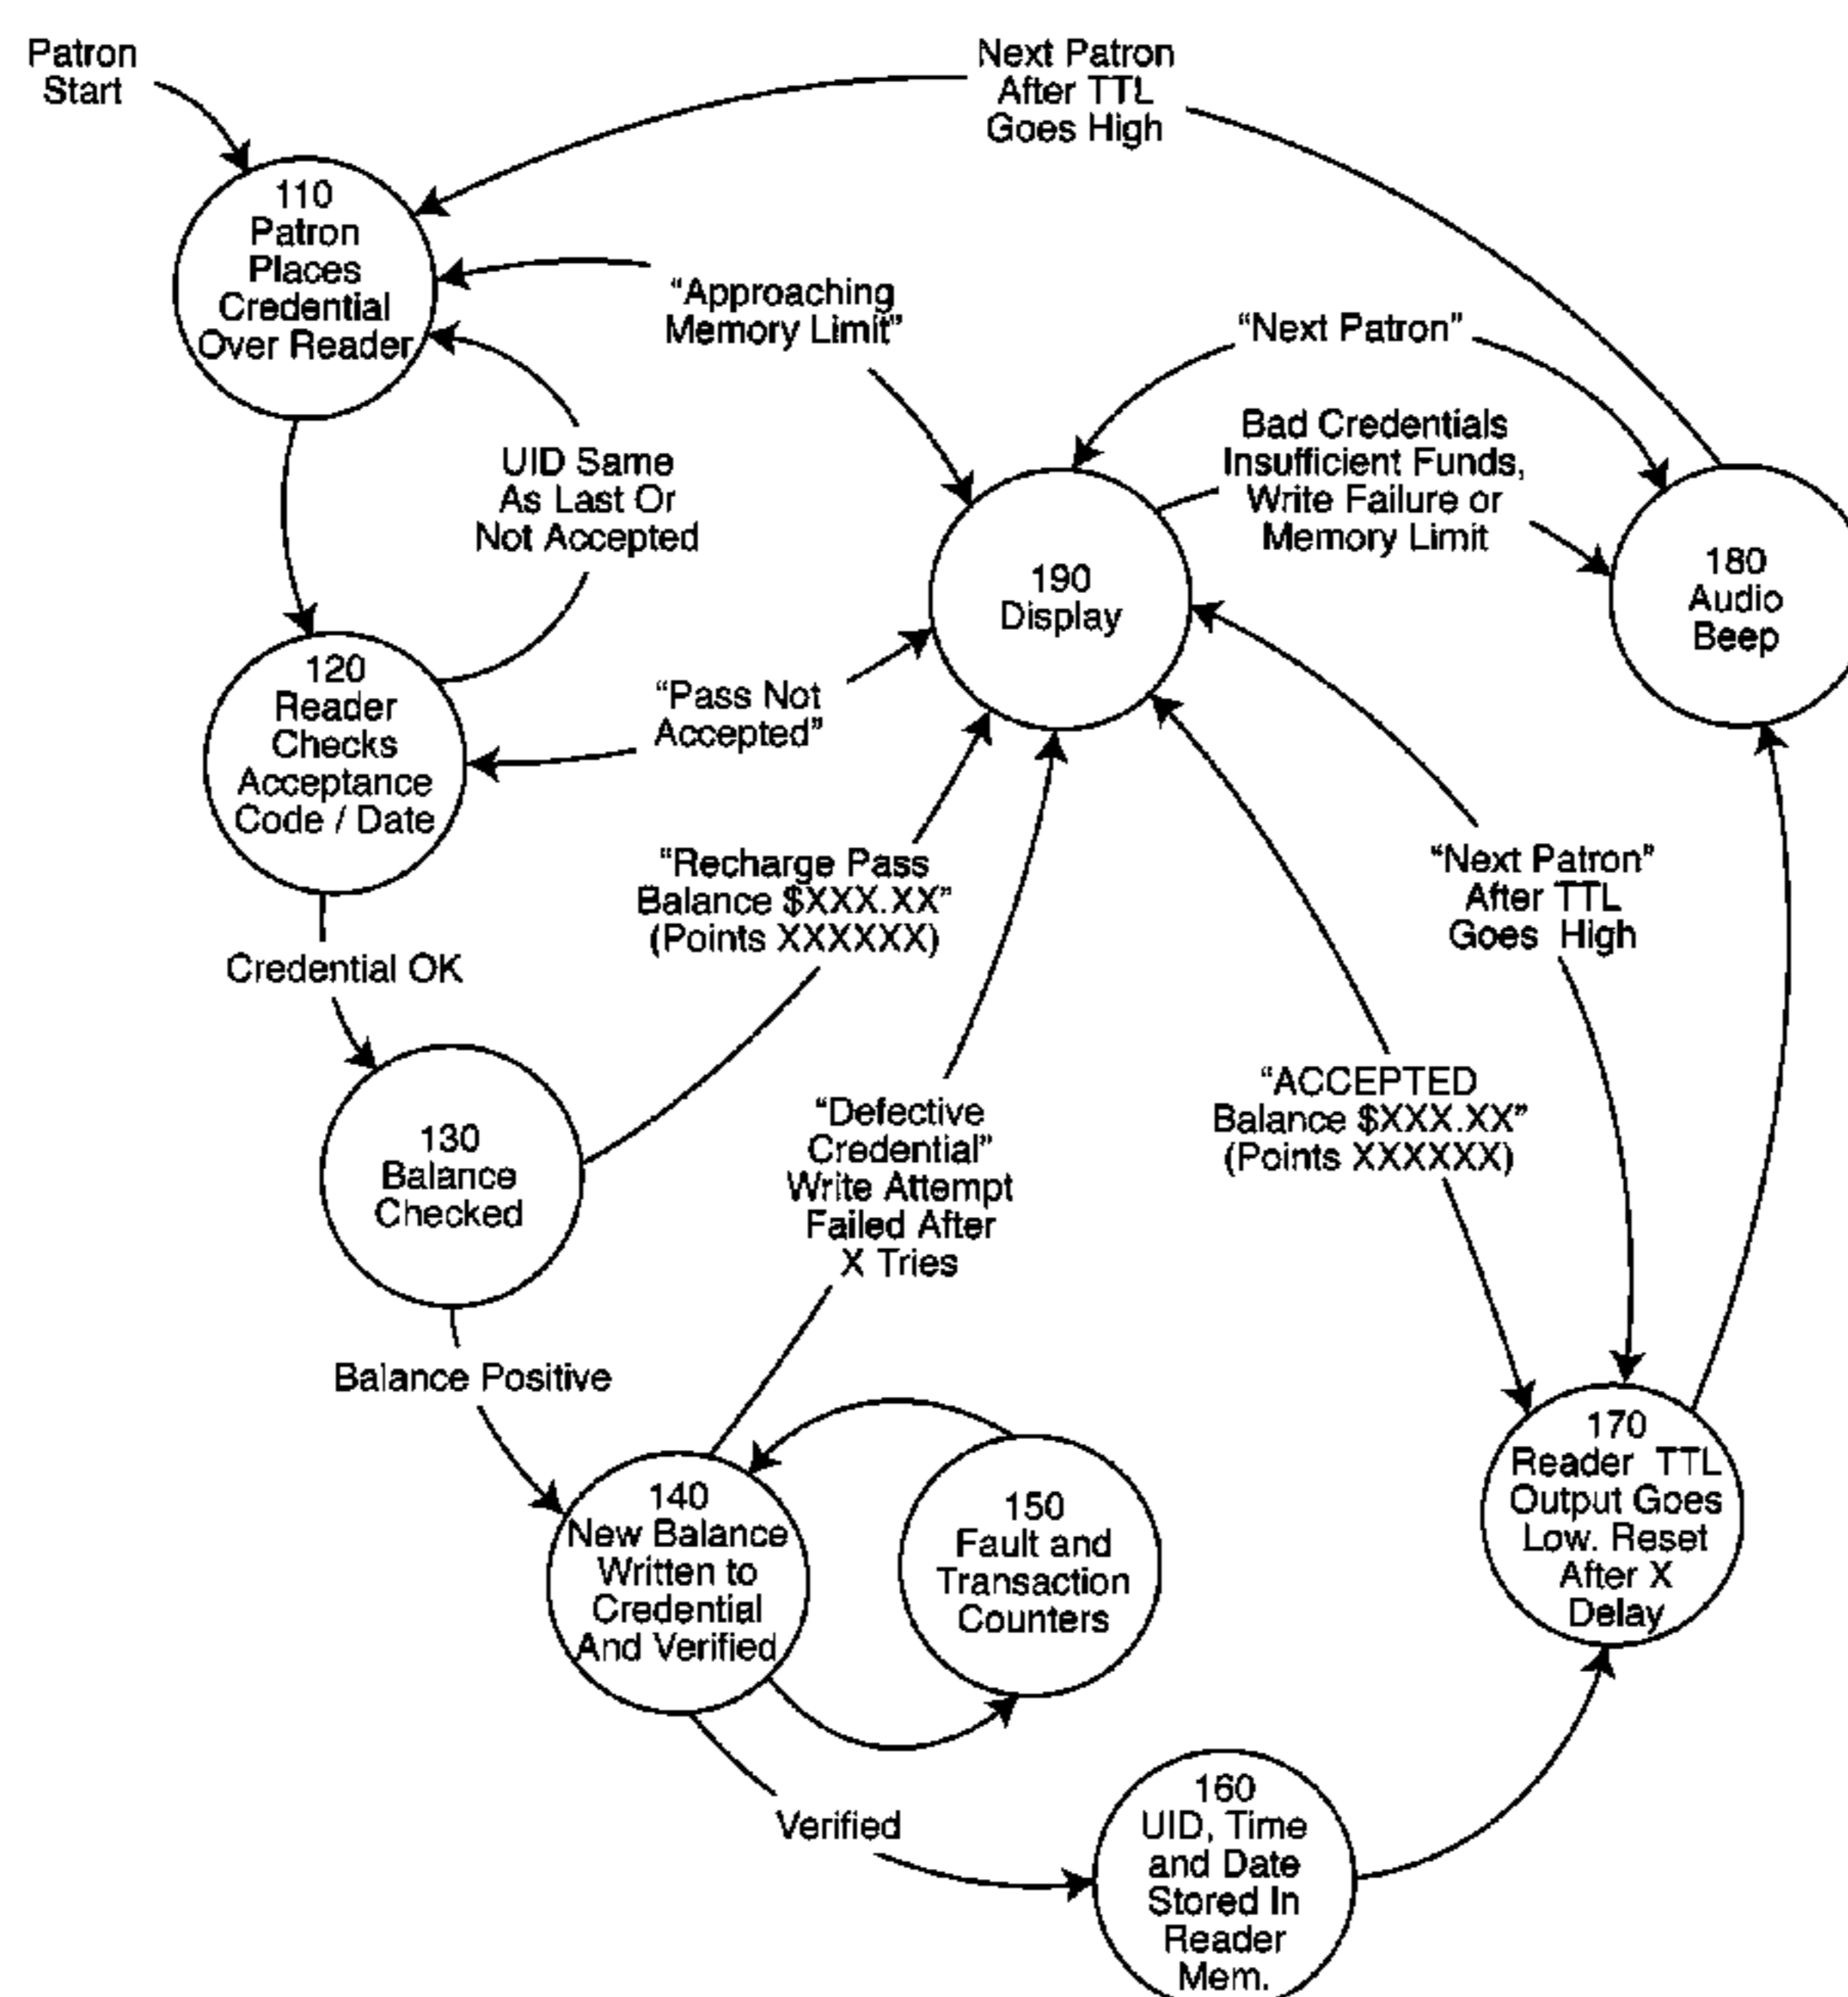 Patron
Start
Next Patron
After TTL
Goes High
110
Patron
Places
Credential
Over Reader
“Approaching
Memory Limit”
“Next Patron”
Bad Credentials
Insufficient Funds,
Write Failure or
Memory Limit
UID Same
As Last Or
Not Accepted
190
Display
180
Audio
Beep
120
Reader
Checks
Acceptance
Code / Date
“Pass Not
Accepted”
“Recharge Pass
Balance $XXX.XX”
(Points XXXXXX)
“Next Patron”
After TTL
Goes High
Credential OK
130
Balance
Checked
“Defective
Credential”
Write Attempt
Failed After
X Tries
“ACCEPTED
Balance $XXX.XX”
(Points XXXXXX)
Balance Positive
140
New Balance
Written to
Credential
And Verified
150
Fault and
Transaction
Counters
170
Reader TTL
Output Goes
Low. Reset
After X
Delay
Verified
160
UID, Time
and Date
Stored In
Reader
Mem.